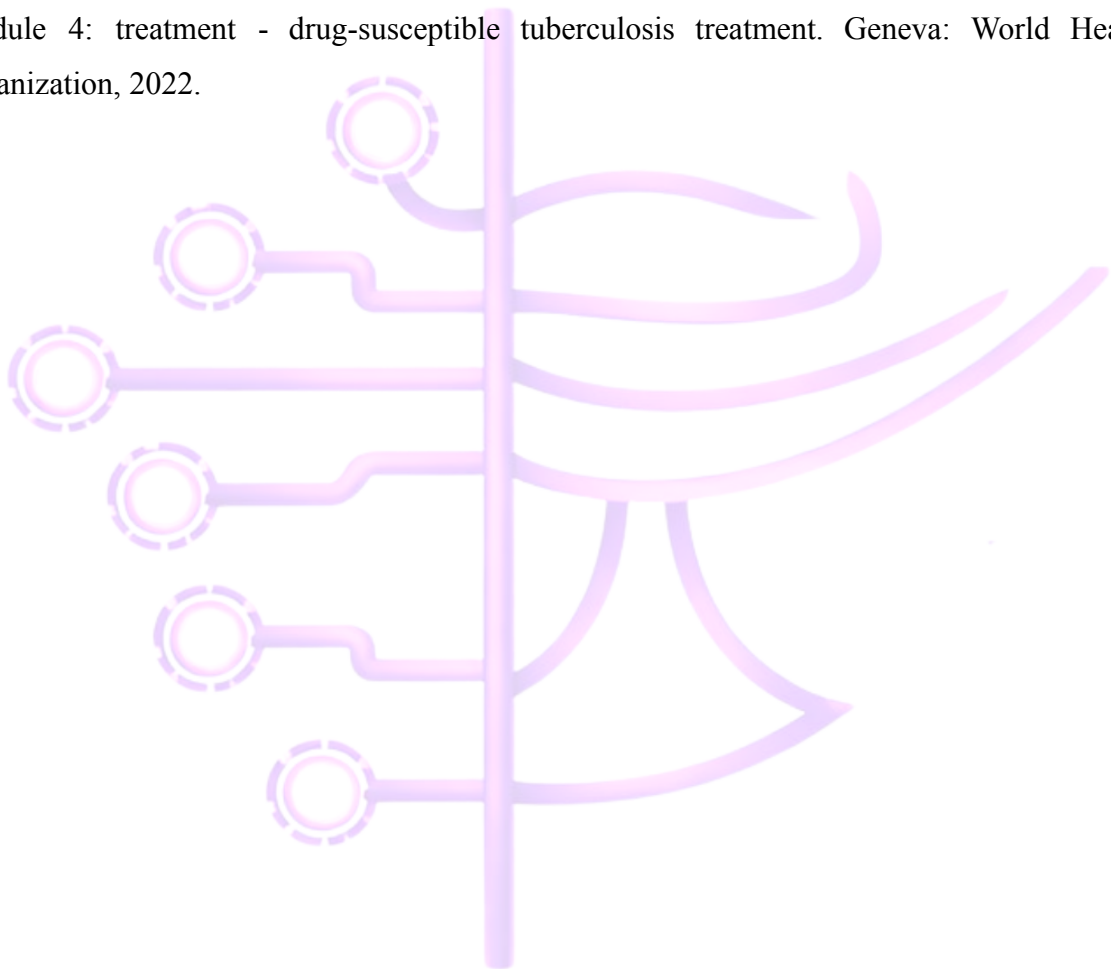 dule 4: treatment - drug-susceptible tuberculosis treatment. Geneva: World Hea
anization, 2022.